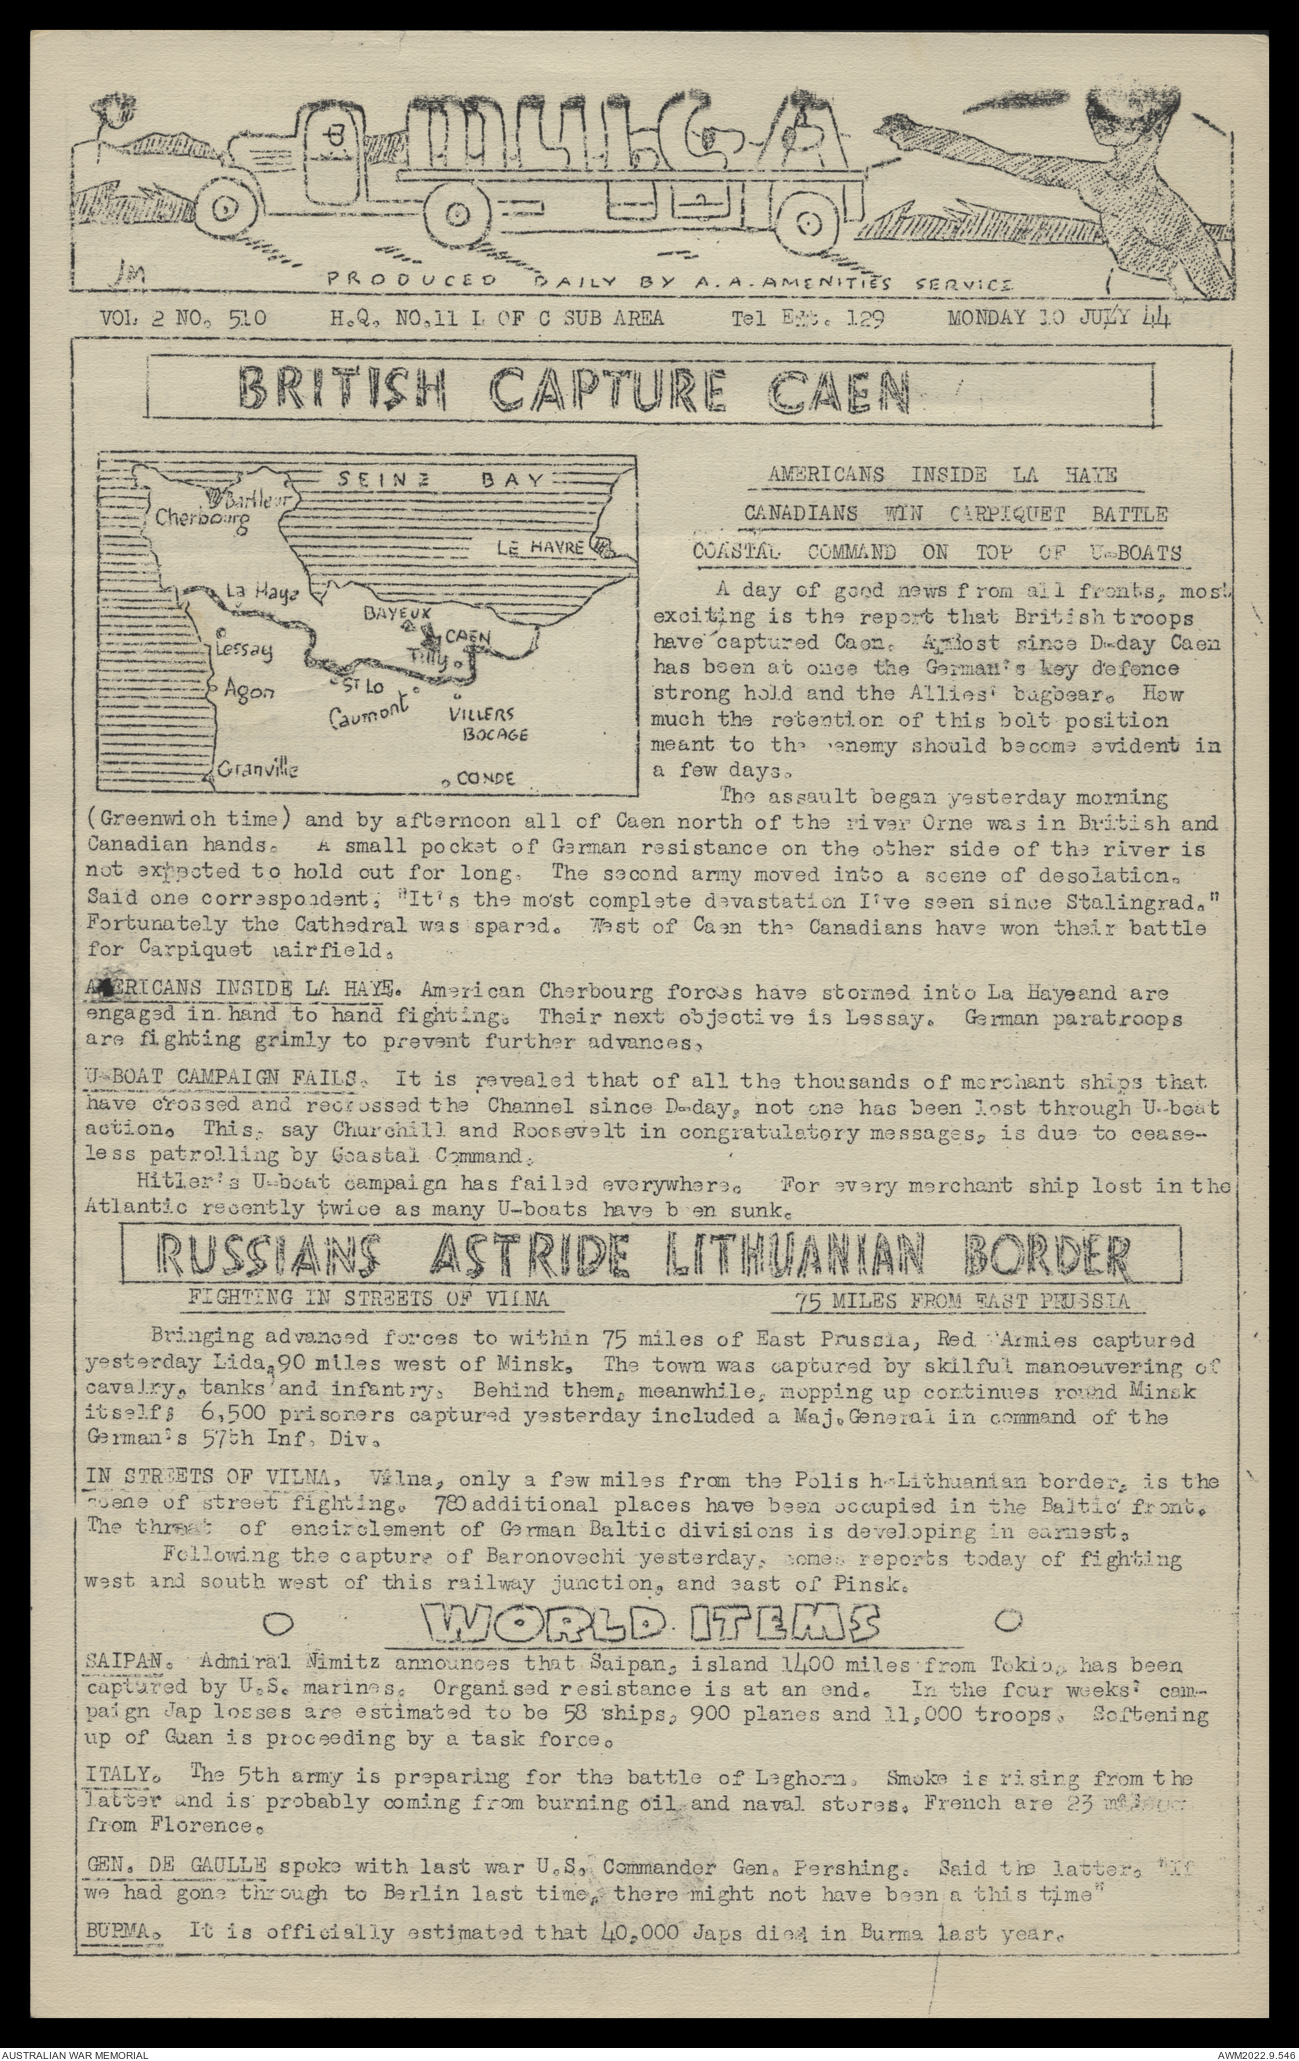 MULGA
JM
PRODUCED DAILY BY A.A. AMENITIES SERVICE
VOL 2 NO. 510 H.Q. NO.11 L OF C SUB AREA Tel Ext. 129 MONDAY 10 JULY 44
BRITISH CAPTURE CAEN
SEINE BAY
Barfleur
Cherbourg
LE HAVRE
La Haye
BAYEUX
CAEN
Lessay
Tilly
ST LO
Agon
Caumont
VILLERS
BOCAGE
Granville
CONDE
AMERICANS INSIDE LA HAYE
CANADIANS WIN CARPIQUET BATTLE
COASTAL COMMAND ON TOP OF U-BOATS
A day of good news from all fronts, most
exciting is the report that British troops
have captured Caen. Almost since D-day Caen
has been at once the German's key defence
strong hold and the Allies' bugbear. How
much the retention of this bolt position
meant to the enemy should become evident in
a few days.
The assault began yesterday morning
(Greenwich time) and by afternoon all of Caen north of the river Orne was in British and
Canadian hands. A small pocket of German resistance on the other side of the river is
not expected to hold out for long. The second army moved into a scene of desolation.
Said one correspondent, "It's the most complete devastation I've seen since Stalingrad."
Fortunately the Cathedral was spared. West of Caen the Canadians have won their battle
for Carpiquet airfield.
AMERICANS INSIDE LA HAYE. American Cherbourg forces have stormed into La Hayeand are
engaged in hand to hand fighting. Their next objective is Lessay. German paratroops
are fighting grimly to prevent further advances,
U-BOAT CAMPAIGN FAILS. It is revealed that of all the thousands of merchant ships that
have crossed and recrossed the Channel since D-day, not one has been lost through U-boat
action. This, say Churchill and Roosevelt in congratulatory messages, is due to cease-
less patrolling by Coastal Command.
Hitler's U-boat campaign has failed everywhere. For every merchant ship lost in the
Atlantic recently twice as many U-boats have b en sunk.
RUSSIANS ASTRIDE LITHUANIAN BORDER
FIGHTING IN STREETS OF VILNA 75 MILES FROM EAST PRUSSIA
Bringing advanced forces to within 75 miles of East Prussia, Red Armies captured
yesterday Lida, 90 miles west of Minsk. The town was captured by skilful manoeuvering of
cavalry, tanks and infantry. Behind them, meanwhile, mopping up continues round Minsk
itself; 6,500 prisoners captured yesterday included a Maj.General in command of the
German's 57th Inf. Div.
IN STREETS OF VILNA. Vilna, only a few miles from the Polis h-Lithuanian border, is the
scene of street fighting. 780 additional places have been occupied in the Baltic front.
The threat of encirclement of German Baltic divisions is developing in earnest.
Following the capture of Baronovechi yesterday, comes reports today of fighting
west and south west of this railway junction, and east of Pinsk.
WORLD ITEMS
SAIPAN. Admiral Nimitz announces that Saipan, island 1400 miles from Tokio, has been
captured by U.S. marines. Organised resistance is at an end. In the four weeks' cam-
paign Jap losses are estimated to be 58 ships, 900 planes and 11,000 troops. Softening
up of Guan is proceeding by a task force.
ITALY. The 5th army is preparing for the battle of Leghorn. Smoke is rising from the
latter and is probably coming from burning oil and naval stores. French are 23
from Florence.
GEN. DE GAULLE spoke with last war U.S. Commander Gen. Pershing. Said the latter, "If
we had gone through to Berlin last time, there might not have been a this time"
BURMA. It is officially estimated that 40,000 Japs died in Burma last year.
AUSTRALIAN WAR MEMORIAL AWM2022.9.546